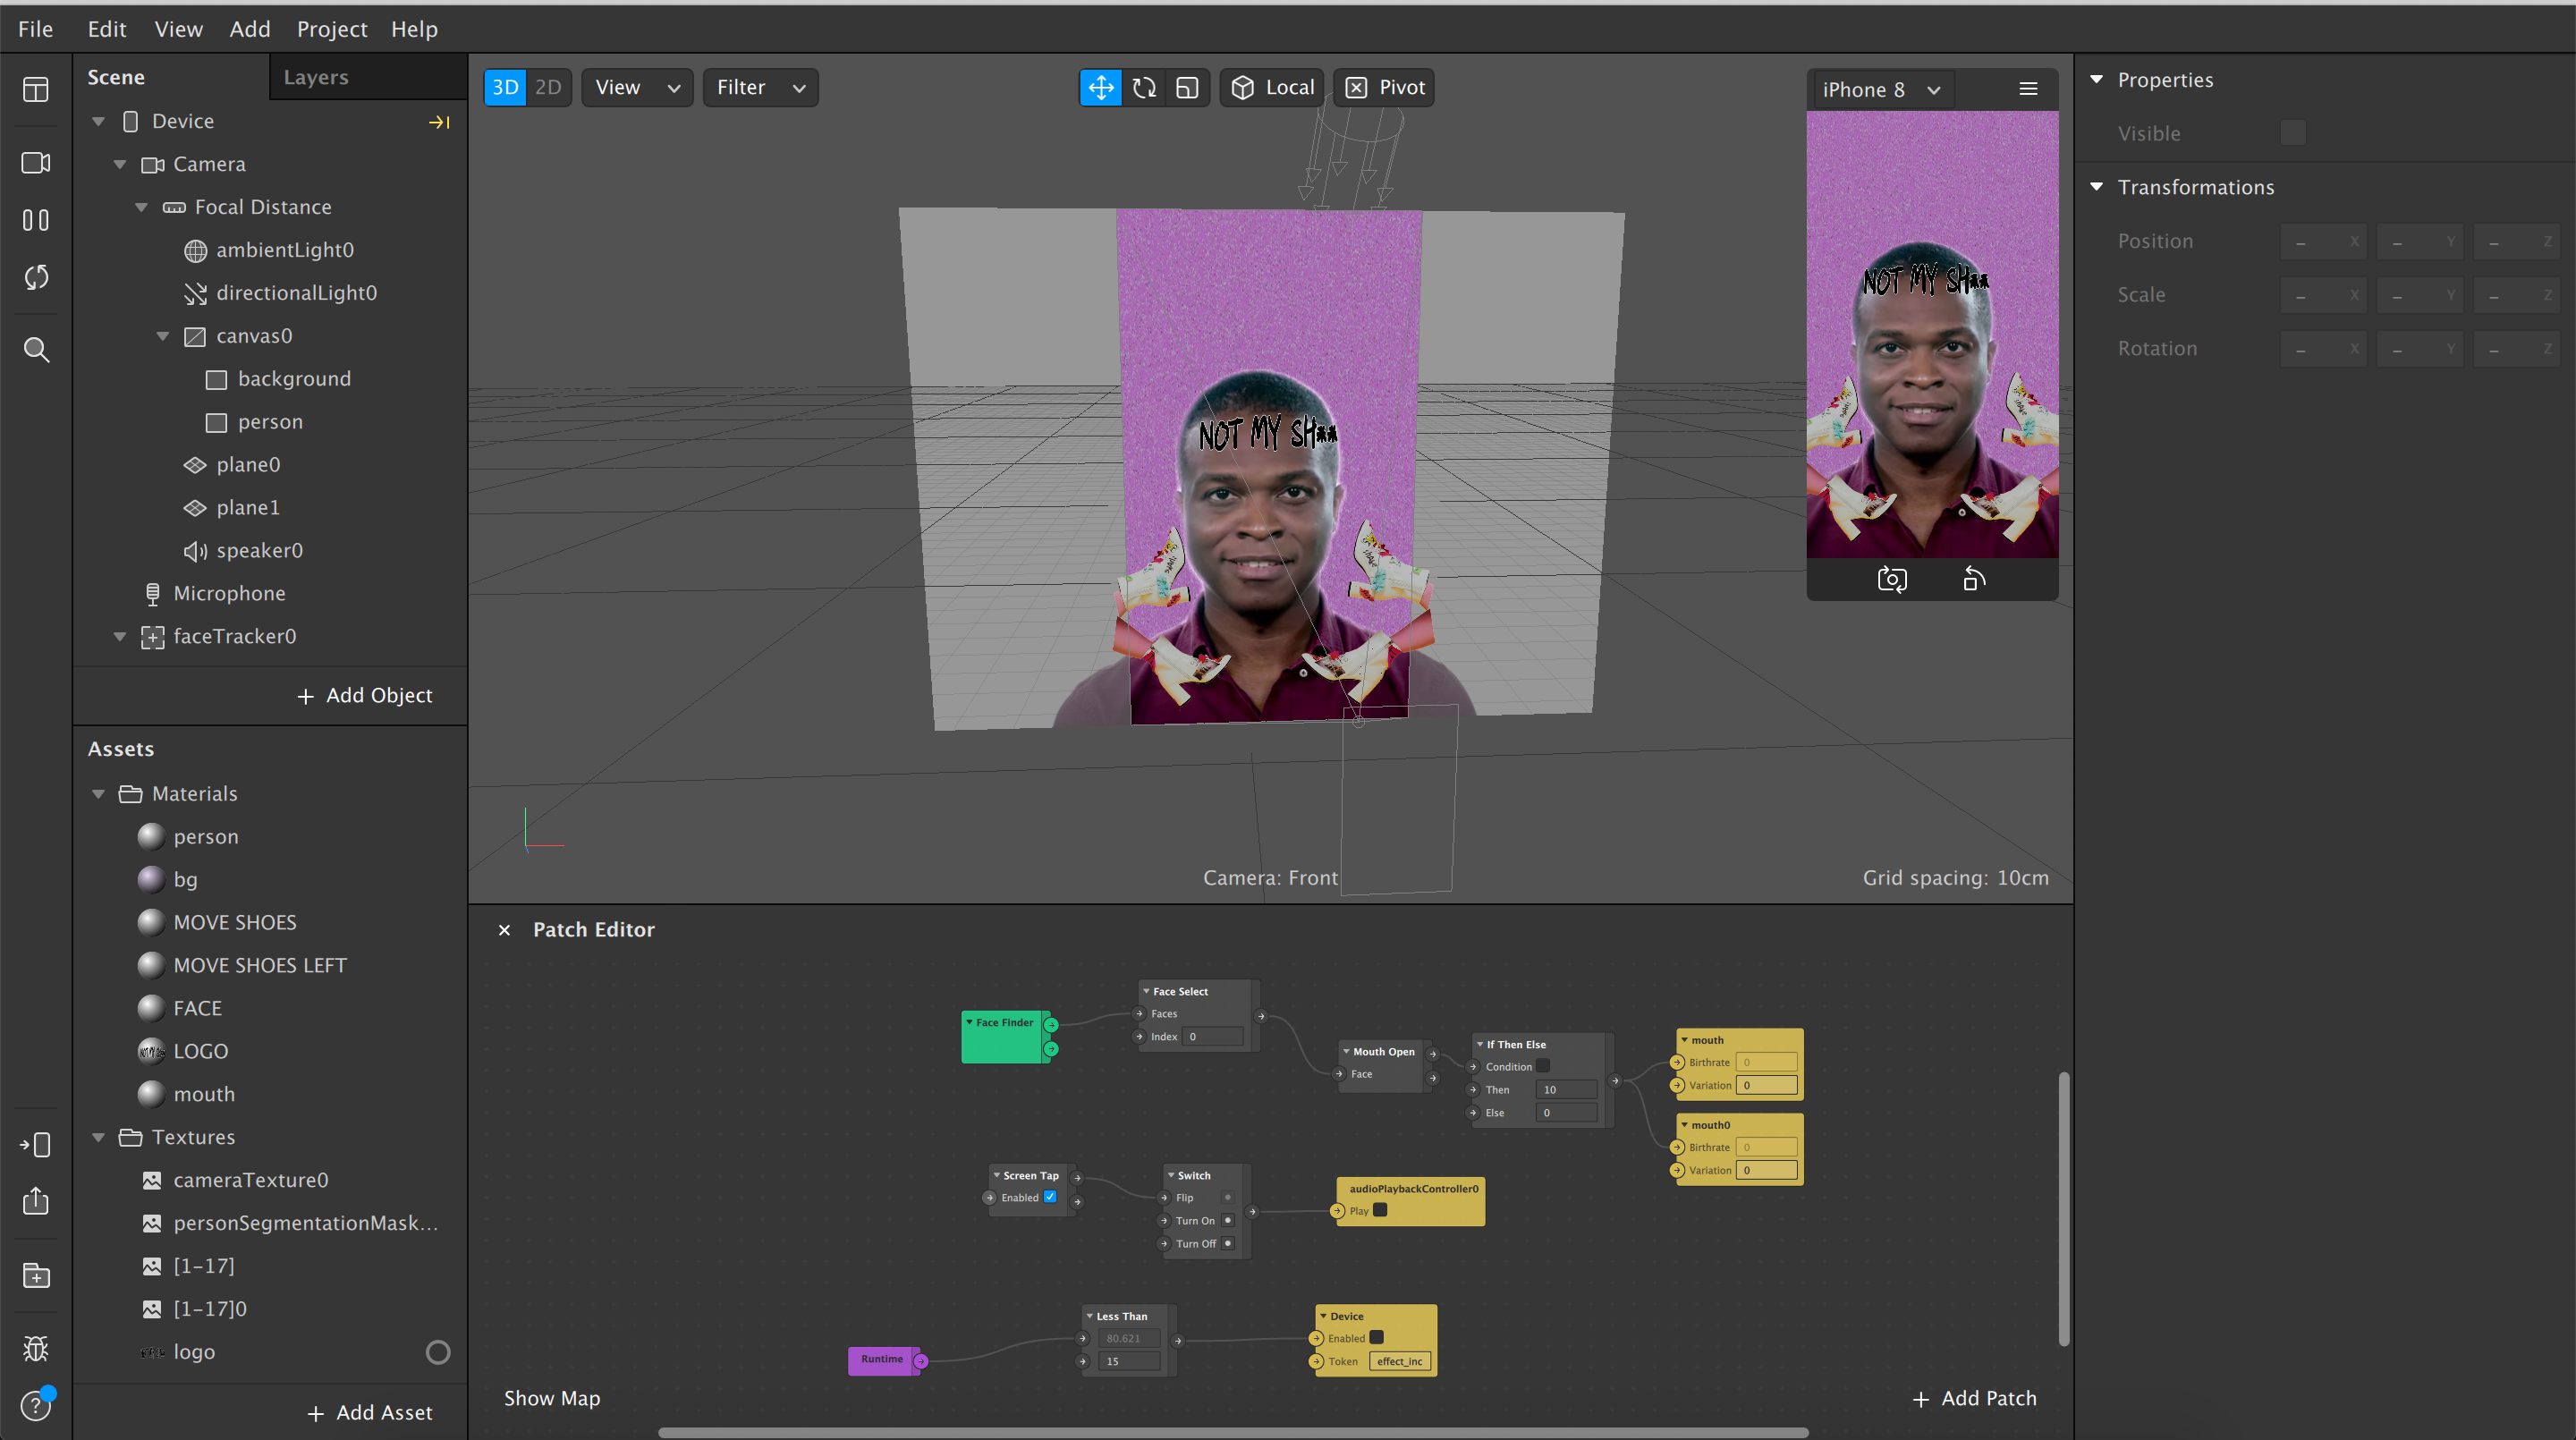 File Edit View Add Project Help
Scene Layers
Device
Camera
Focal Distance
ambientLight0
directionalLight0
canvas0
background
person
plane0
plane1
speaker0
Microphone
faceTracker0
+ Add Object
Assets
Materials
person
bg
MOVE SHOES
MOVE SHOES LEFT
FACE
LOGO
mouth
Textures
cameraTexture0
personSegmentationMask...
[1-17]
[1-17]0
logo
+ Add Asset
3D 2D View Filter Local Pivot
NOT MY SH**
Camera: Front
Grid spacing: 10cm
iPhone 8
NOT MY SH**
× Patch Editor
Face Finder
Face Select
Faces
Index 0
Mouth Open
Face
If Then Else
Condition
Then 10
Else 0
mouth
Birthrate 0
Variation 0
mouth0
Birthrate 0
Variation 0
Screen Tap
Enabled
Switch
Flip
Turn On
Turn Off
audioPlaybackController0
Play
Runtime
Less Than
80.621
15
Device
Enabled
Token effect_inc
Show Map
+ Add Patch
Properties
Visible
Transformations
Position – X – Y – Z
Scale – X – Y – Z
Rotation – X – Y – Z